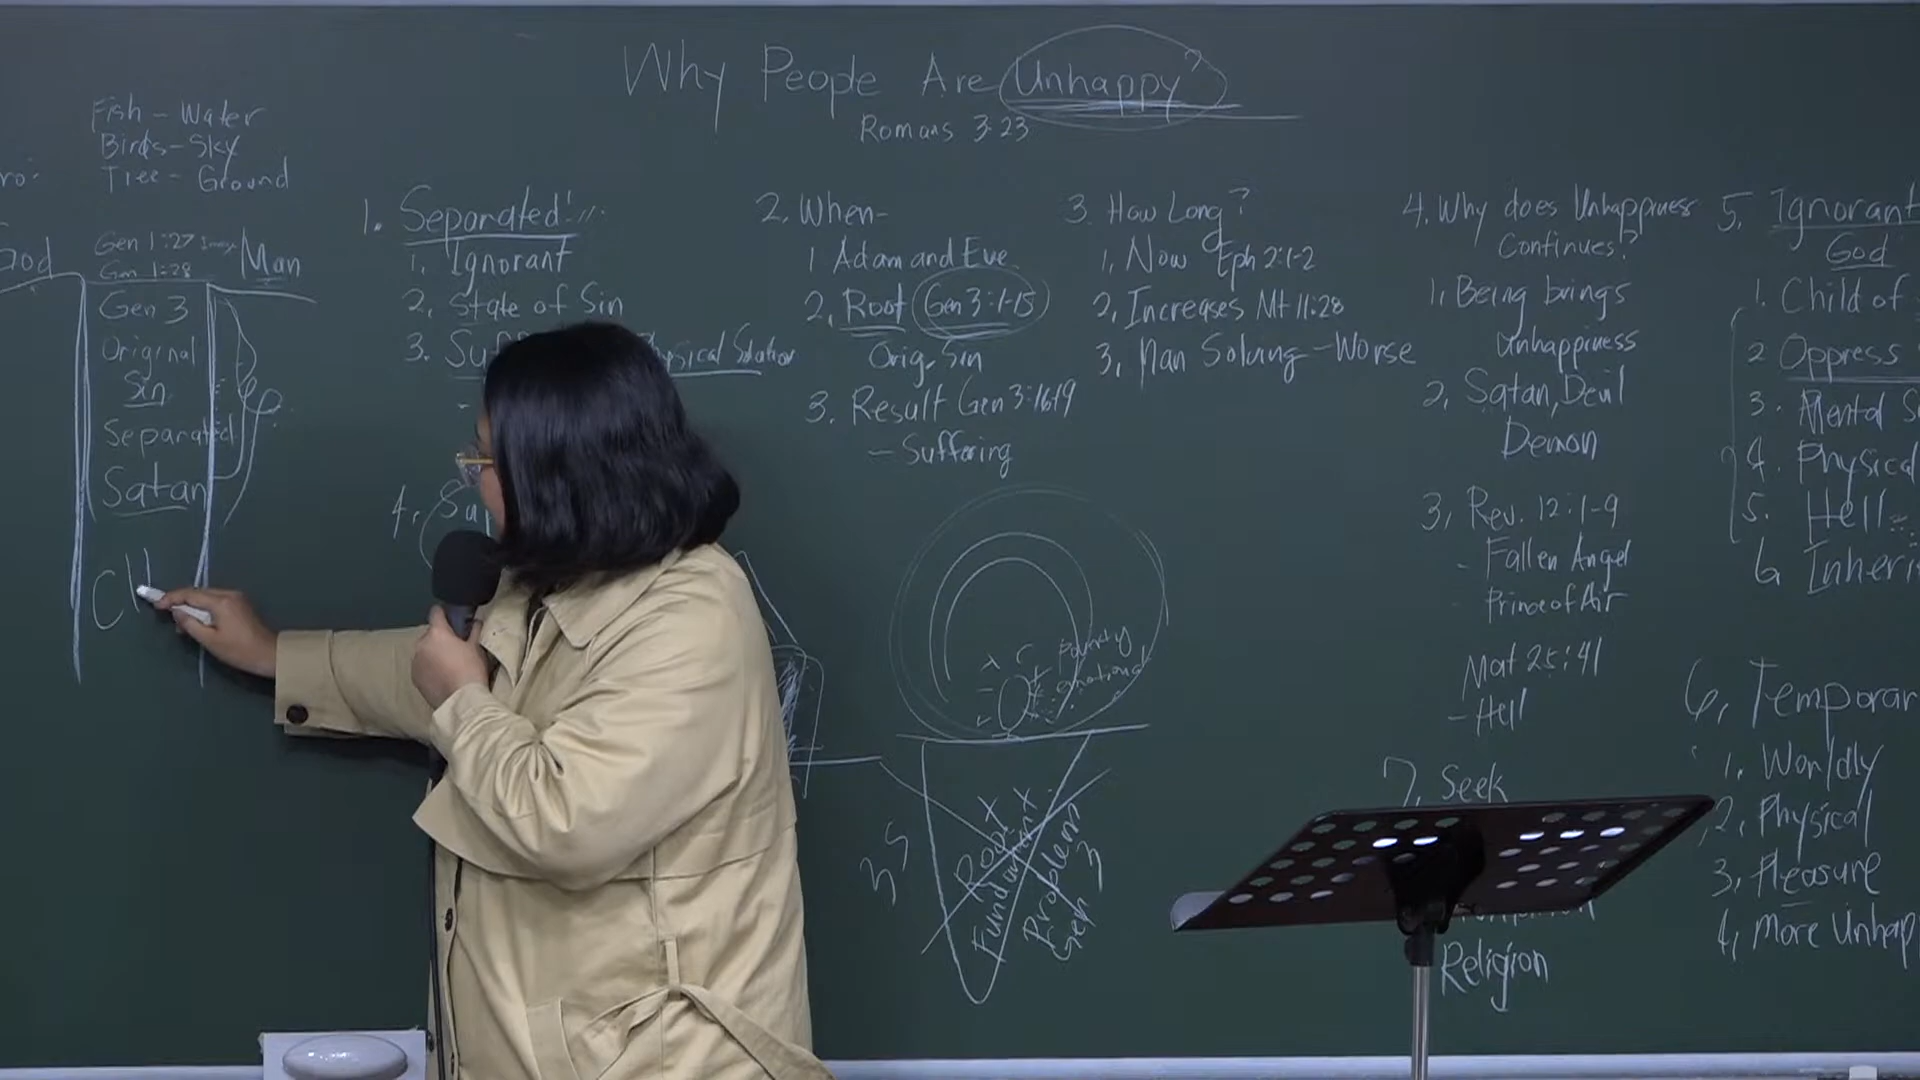 Why People Are Unhappy?
Romans 3:23
Fish - Water
Birds - Sky
Tree - Ground
God
Gen 1:27 Image
Gen 1:28
Man
Gen 3
Original
Sin
Separated
Satan
CH
1. Separated!
1. Ignorant
2. State of Sin
3.
4.
2. When-
1 Adam and Eve
2. Root Gen 3:1-15
Orig. Sin
3. Result Gen 3:16-19
- Suffering
3. How Long?
1. Now Eph 2:1-2
2. Increases Mt 11:28
3. Man Solving - Worse
Poverty
emotional
Root
Fundament
Problem
Gen 3
4. Why does Unhappiness
Continues?
1. Being brings
unhappiness
2. Satan, Devil
Demon
3. Rev. 12:1-9
- Fallen Angel
- Prince of Air
Mat 25:41
- Hell
7. Seek
Religion
5. Ignorant
God
1. Child of
2 Oppress
3. Mental S
4. Physical
5. Hell
6. Inheri
6. Temporar
1. Worldly
2. Physical
3. Pleasure
4. More Unhap